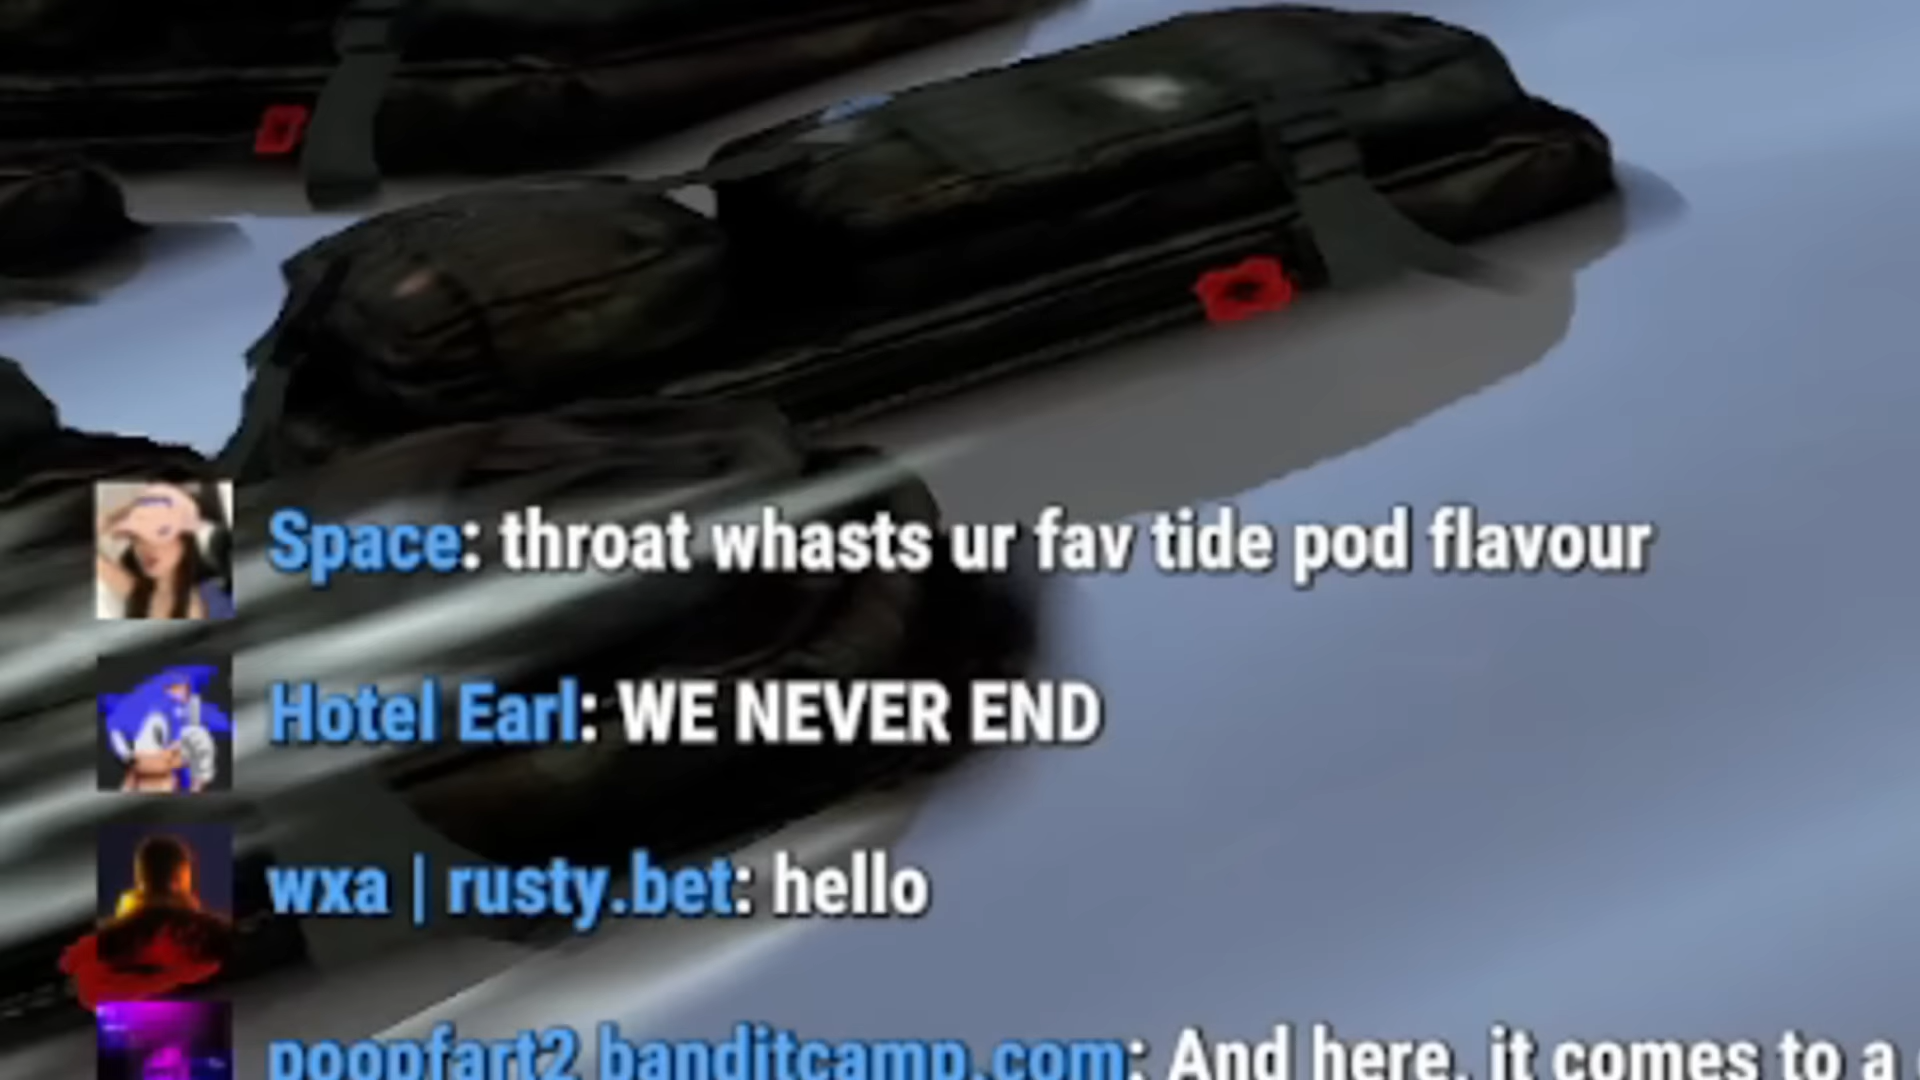 Space: throat whasts ur fav tide pod flavour
Hotel Earl: WE NEVER END
wxa | rusty.bet: hello
poopfart2 banditcamp.com: And here, it comes to a